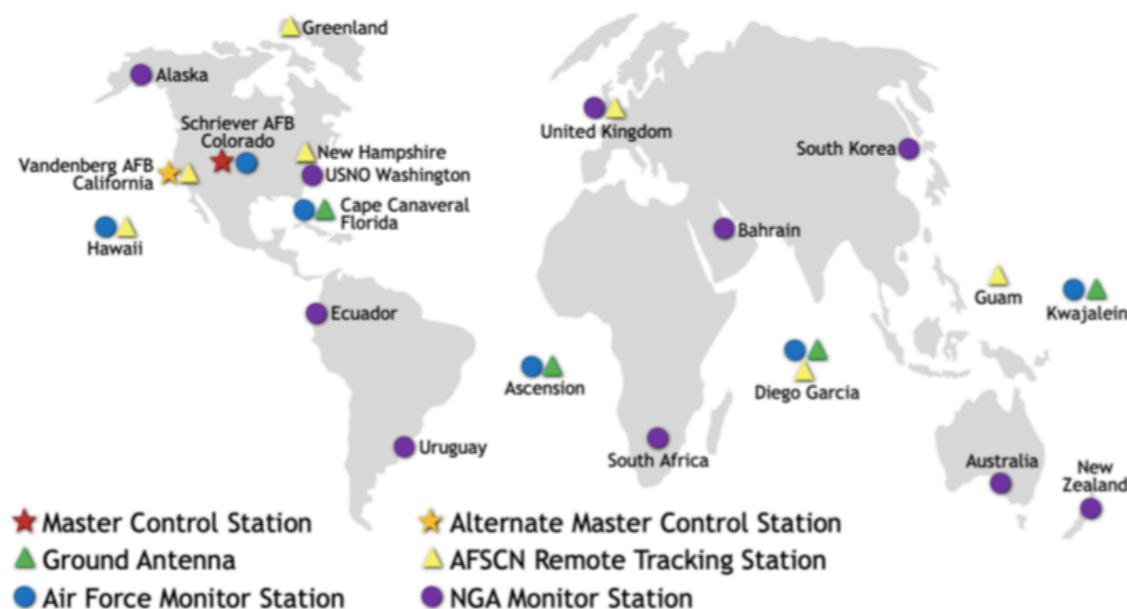 Greenland
Alaska
Schriever AFB
Colorado
United Kingdom
New Hampshire
South Korea
Vandenberg AFB
California
USNO Washington
Cape Canaveral
Florida
Bahrain
Hawaii
Guam
Kwajalein
Ecuador
Ascension
Diego Garcia
Uruguay
South Africa
Australia
New
Zealand
Master Control Station
Alternate Master Control Station
Ground Antenna
AFSCN Remote Tracking Station
Air Force Monitor Station
NGA Monitor Station